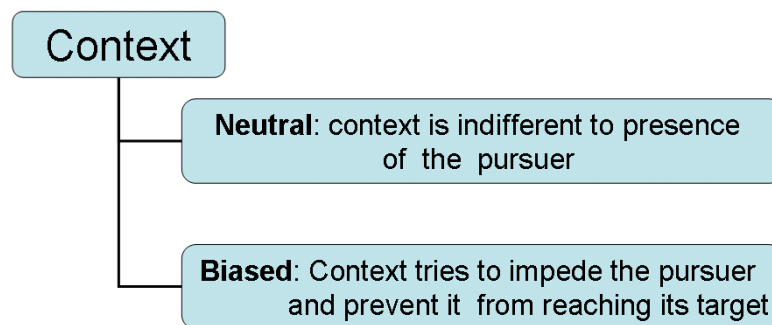 Context
Neutral: context is indifferent to presence
of the pursuer
Biased: Context tries to impede the pursuer
and prevent it from reaching its target